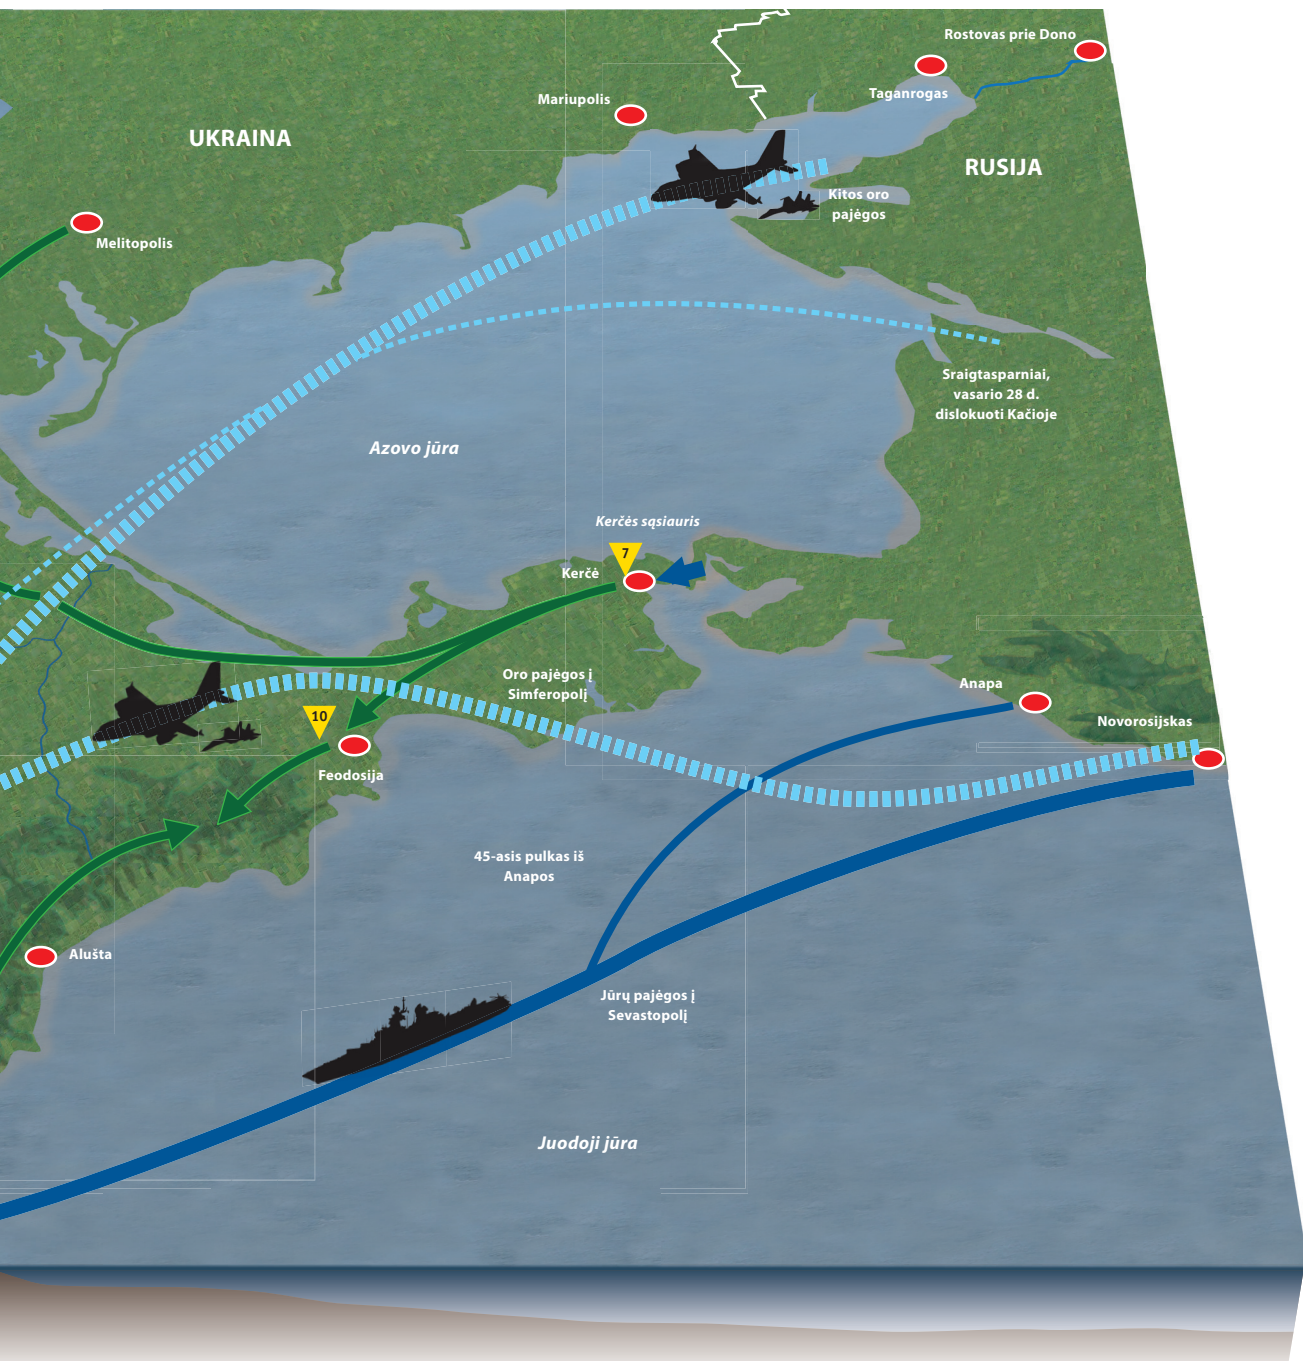 Rostovas prie Dono
Taganrogas
Mariupolis
UKRAINA
RUSIJA
Kitos oro
pajėgos
Melitopolis
Sraigtasparniai,
vasario 28 d.
dislokuoti Kačioje
Azovo jūra
Kerčės sąsiauris
7
Kerčė
Oro pajėgos į
Simferopolį
Anapa
10
Novorosijskas
Feodosija
45-asis pulkas iš
Anapos
Alušta
Jūrų pajėgos į
Sevastopolį
Juodoji jūra